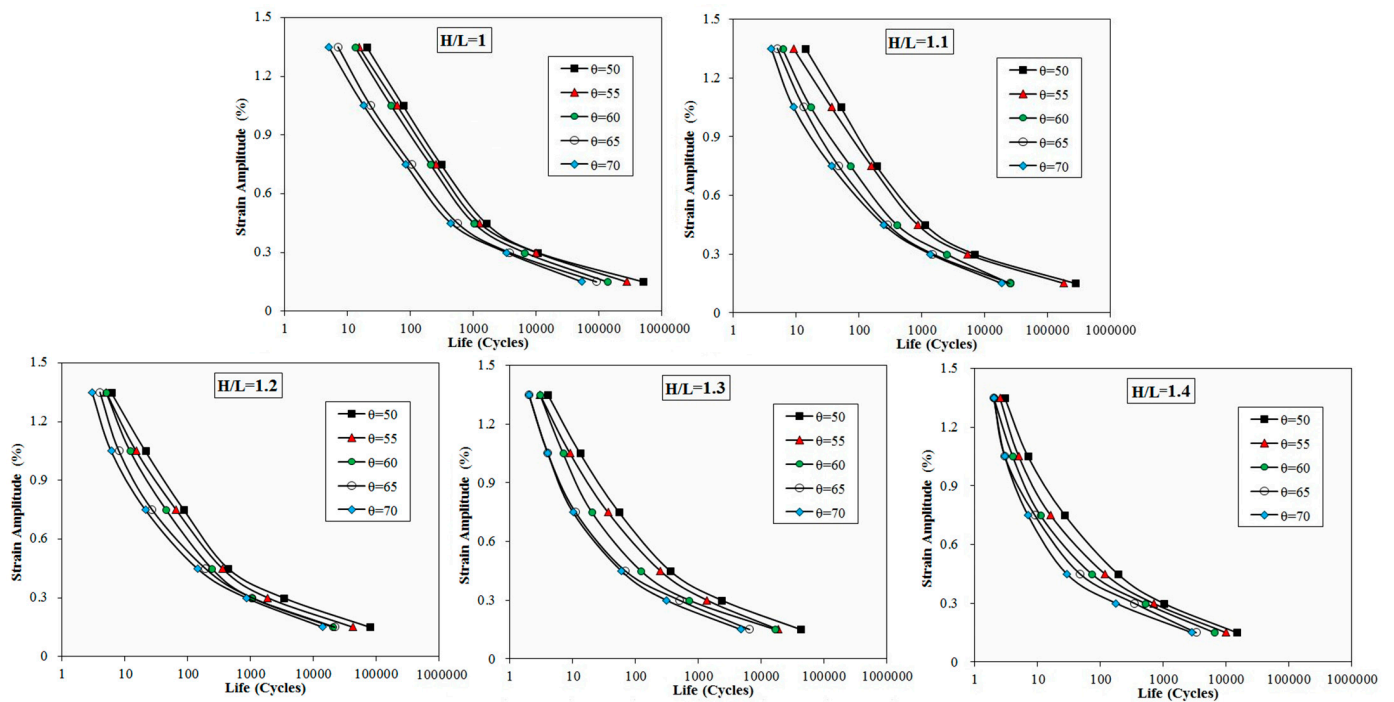 H/L=1
Strain Amplitude (%)
1.5
1.2
0.9
0.6
0.3
0
θ=50
θ=55
θ=60
θ=65
θ=70
1 10 100 1000 10000 100000 1000000
Life (Cycles)
H/L=1.1
Strain Amplitude (%)
1.5
1.2
0.9
0.6
0.3
0
θ=50
θ=55
θ=60
θ=65
θ=70
1 10 100 1000 10000 100000 1000000
Life (Cycles)
H/L=1.2
Strain Amplitude (%)
1.5
1.2
0.9
0.6
0.3
0
θ=50
θ=55
θ=60
θ=65
θ=70
1 10 100 1000 10000 100000 1000000
Life (Cycles)
H/L=1.3
Strain Amplitude (%)
1.5
1.2
0.9
0.6
0.3
0
θ=50
θ=55
θ=60
θ=65
θ=70
1 10 100 1000 10000 100000 1000000
Life (Cycles)
H/L=1.4
Strain Amplitude (%)
1.5
1.2
0.9
0.6
0.3
0
θ=50
θ=55
θ=60
θ=65
θ=70
1 10 100 1000 10000 100000 1000000
Life (Cycles)